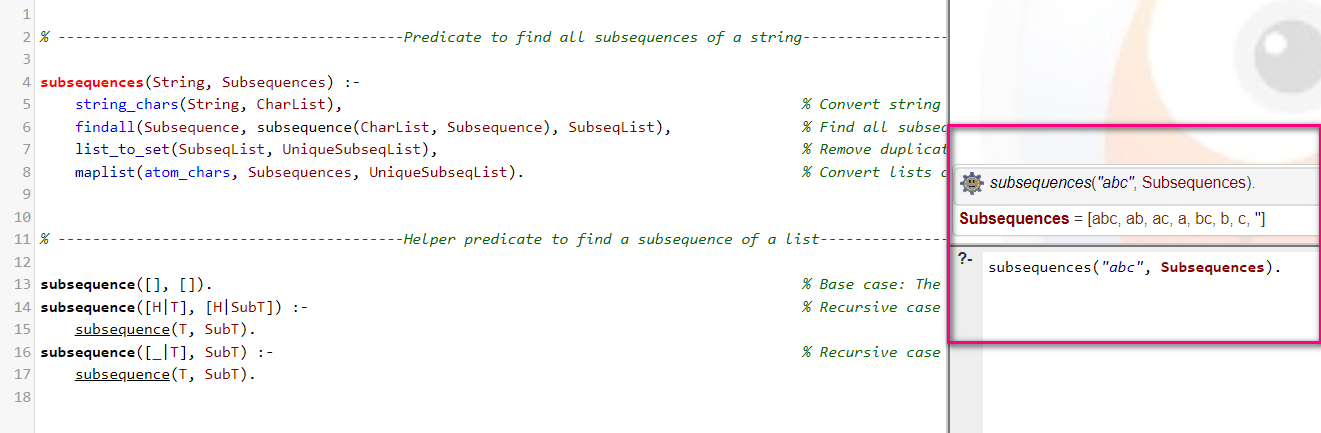 1
2 % ----------------------------------------Predicate to find all subsequences of a string-----------------
3
4 subsequences(String, Subsequences) :-
5 string_chars(String, CharList), % Convert string
6 findall(Subsequence, subsequence(CharList, Subsequence), SubseqList), % Find all subseq
7 list_to_set(SubseqList, UniqueSubseqList), % Remove duplicat
8 maplist(atom_chars, Subsequences, UniqueSubseqList). % Convert lists
9
10
11 % ----------------------------------------Helper predicate to find a subsequence of a list---------------
12
13 subsequence([], []). % Base case: The
14 subsequence([H|T], [H|SubT]) :- % Recursive case
15 subsequence(T, SubT).
16 subsequence([_|T], SubT) :- % Recursive case
17 subsequence(T, SubT).
18
subsequences("abc", Subsequences).
Subsequences = [abc, ab, ac, a, bc, b, c, '']
?- subsequences("abc", Subsequences).